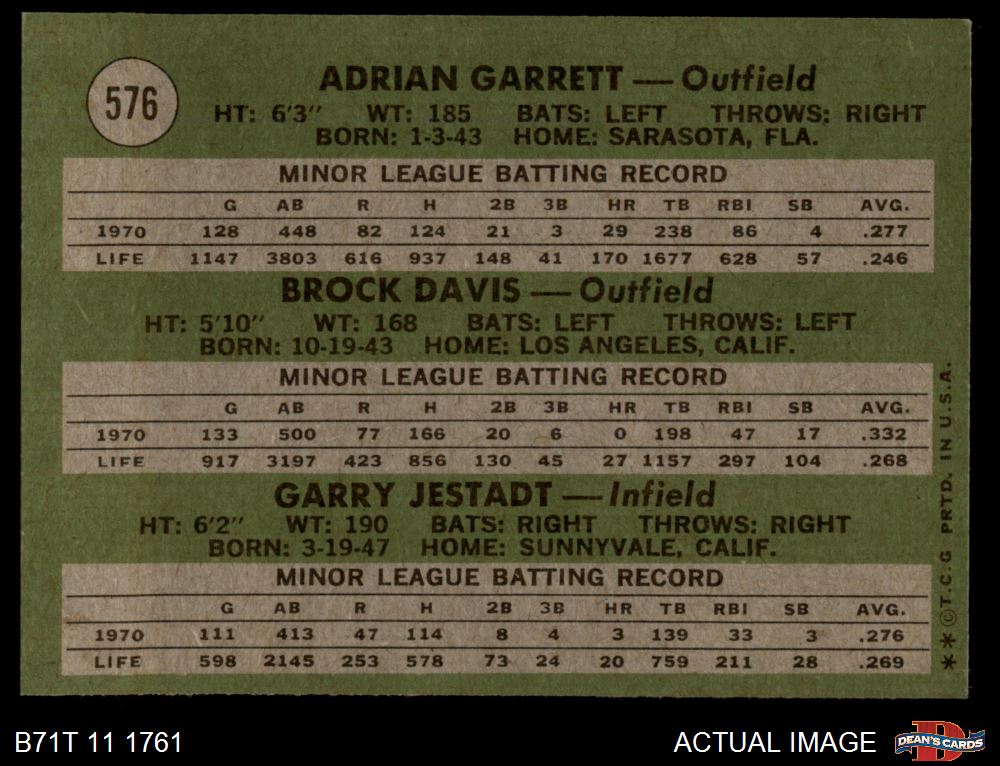 576
ADRIAN GARRETT — Outfield
HT: 6'3" WT: 185 BATS: LEFT THROWS: RIGHT
BORN: 1-3-43 HOME: SARASOTA, FLA.
MINOR LEAGUE BATTING RECORD
G AB R H 2B 3B HR TB RBI SB AVG.
1970 128 448 82 124 21 3 29 238 86 4 .277
LIFE 1147 3803 616 937 148 41 170 1677 628 57 .246
BROCK DAVIS — Outfield
HT: 5'10" WT: 168 BATS: LEFT THROWS: LEFT
BORN: 10-19-43 HOME: LOS ANGELES, CALIF.
MINOR LEAGUE BATTING RECORD
G AB R H 2B 3B HR TB RBI SB AVG.
1970 133 500 77 166 20 6 0 198 47 17 .332
LIFE 917 3197 423 856 130 45 27 1157 297 104 .268
GARRY JESTADT — Infield
HT: 6'2" WT: 190 BATS: RIGHT THROWS: RIGHT
BORN: 3-19-47 HOME: SUNNYVALE, CALIF.
MINOR LEAGUE BATTING RECORD
G AB R H 2B 3B HR TB RBI SB AVG.
1970 111 413 47 114 8 4 3 139 33 3 .276
LIFE 598 2145 253 578 73 24 20 759 211 28 .269
** ©T.C.G PRTD. IN U.S.A.
B71T 11 1761
ACTUAL IMAGE
DEAN'S CARDS